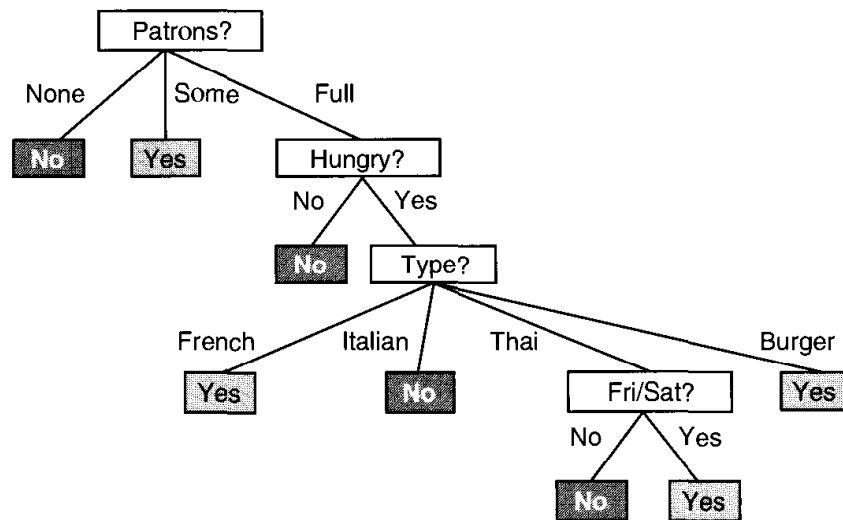 Patrons?
None Some Full
No Yes Hungry?
No Yes
No Type?
French Italian Thai Burger
Yes No Fri/Sat? Yes
No Yes
No Yes